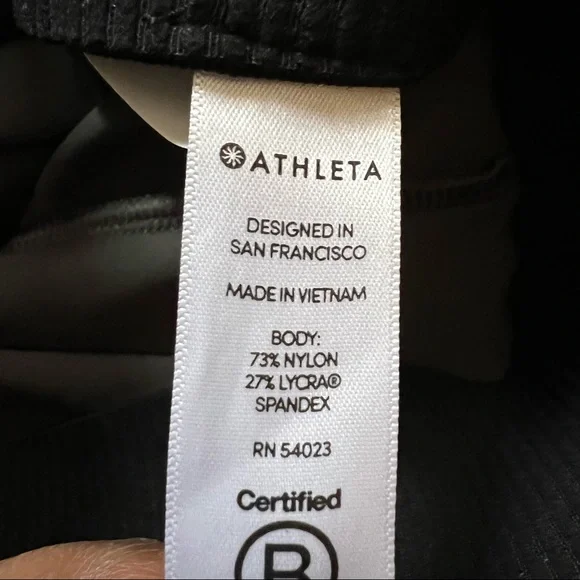 ATHLETA
DESIGNED IN
SAN FRANCISCO
MADE IN VIETNAM
BODY:
73% NYLON
27% LYCRA®
SPANDEX
RN 54023
Certified
B